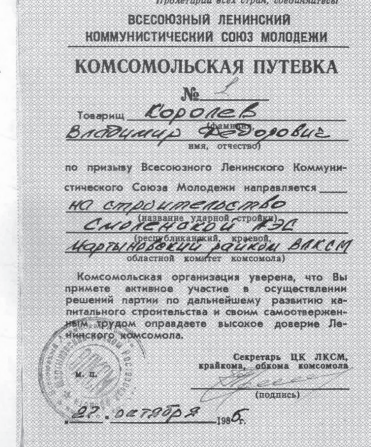 Пролетарии всех стран, соединяйтесь
ВСЕСОЮЗНЫЙ ЛЕНИНСКИЙ
КОММУНИСТИЧЕСКИЙ СОЮЗ МОЛОДЕЖИ
КОМСОМОЛЬСКАЯ ПУТЕВКА
№ 1
Товарищ Королев
(фамилия,
Владимир Федорович
имя, отчество)
по призыву Всесоюзного Ленинского Коммуни-
стического Союза Молодежи направляется
на строительство
(название ударной стройки)
Смоленской АЭС
(республиканский, краевой,
Мартыновский райком ВЛКСМ
областной комитет комсомола)
Комсомольская организация уверена, что Вы
примете активное участие в осуществлении
решений партии по дальнейшему развитию ка-
питального строительства и своим самоотвержен-
ным трудом оправдаете высокое доверие Ле-
нинского комсомола.
Секретарь ЦК ЛКСМ,
крайкома, обкома комсомола
м. п.
(подпись)
27. октября 1985г.